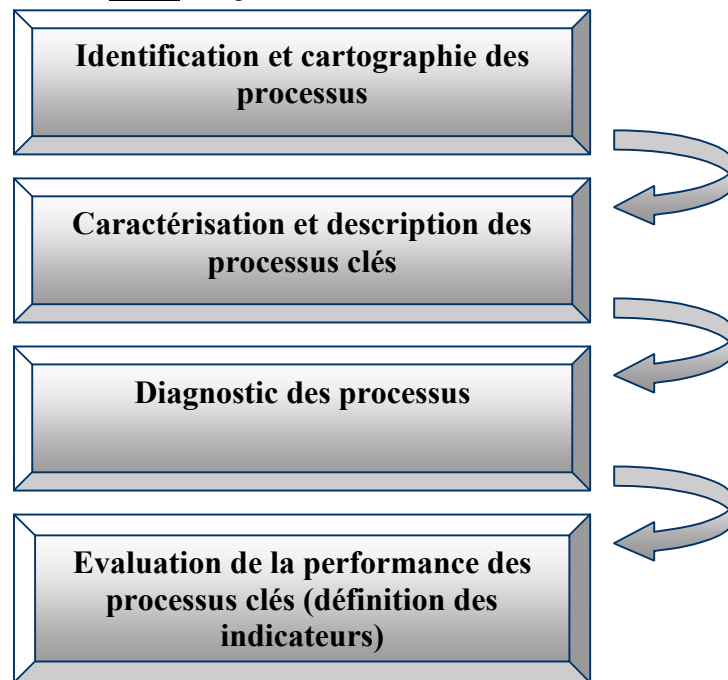 Identification et cartographie des
processus
Caractérisation et description des
processus clés
Diagnostic des processus
Evaluation de la performance des
processus clés (définition des
indicateurs)